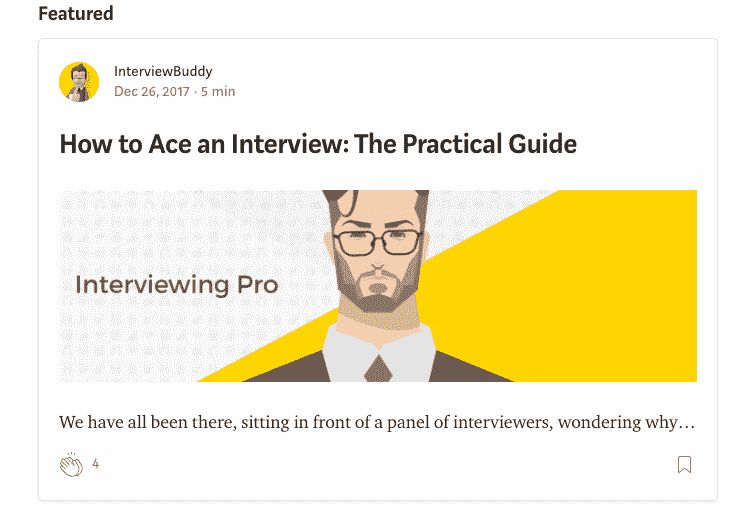 Featured
InterviewBuddy
Dec 26, 2017 · 5 min
How to Ace an Interview: The Practical Guide
Interviewing Pro
We have all been there, sitting in front of a panel of interviewers, wondering why…
4